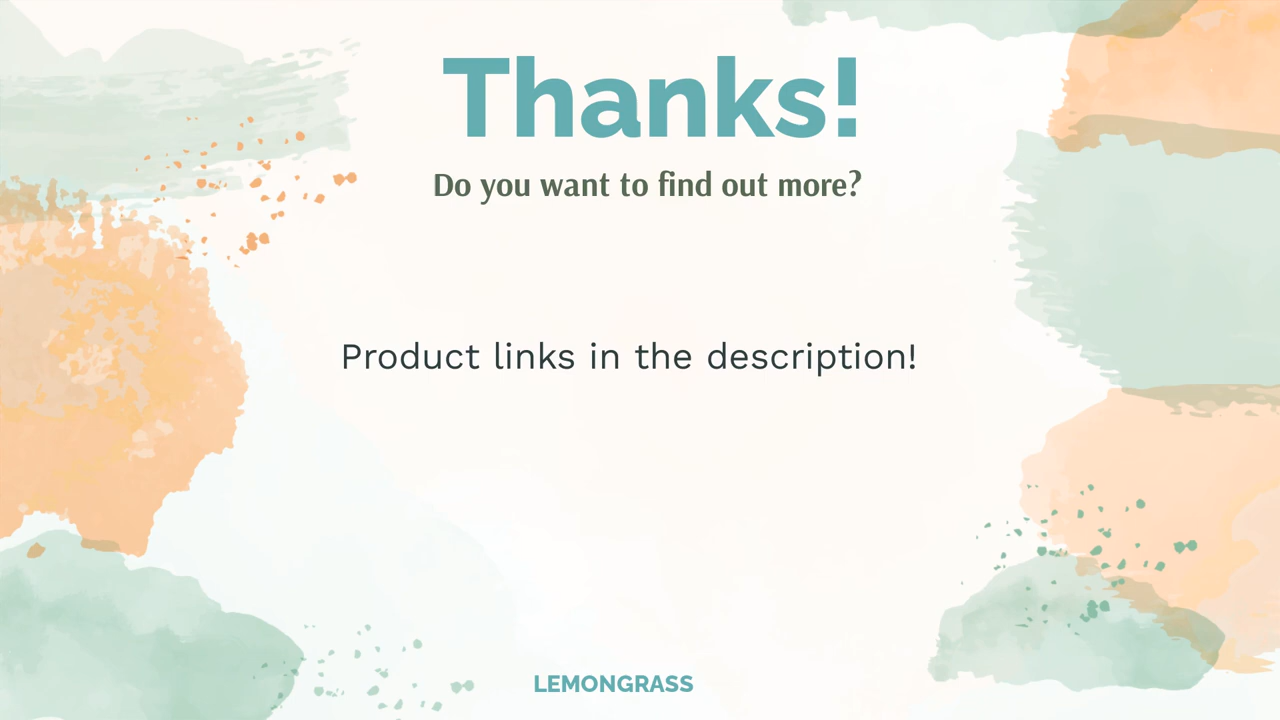 Thanks!
Do you want to find out more?
Product links in the description!
LEMONGRASS